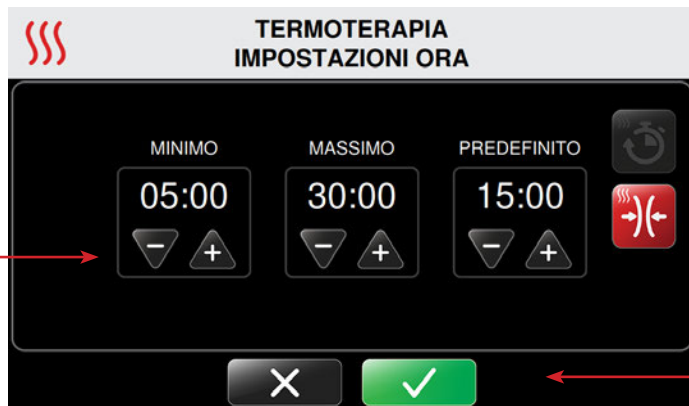 TERMOTERAPIA
IMPOSTAZIONI ORA
MINIMO MASSIMO PREDEFINITO
05:00 30:00 15:00